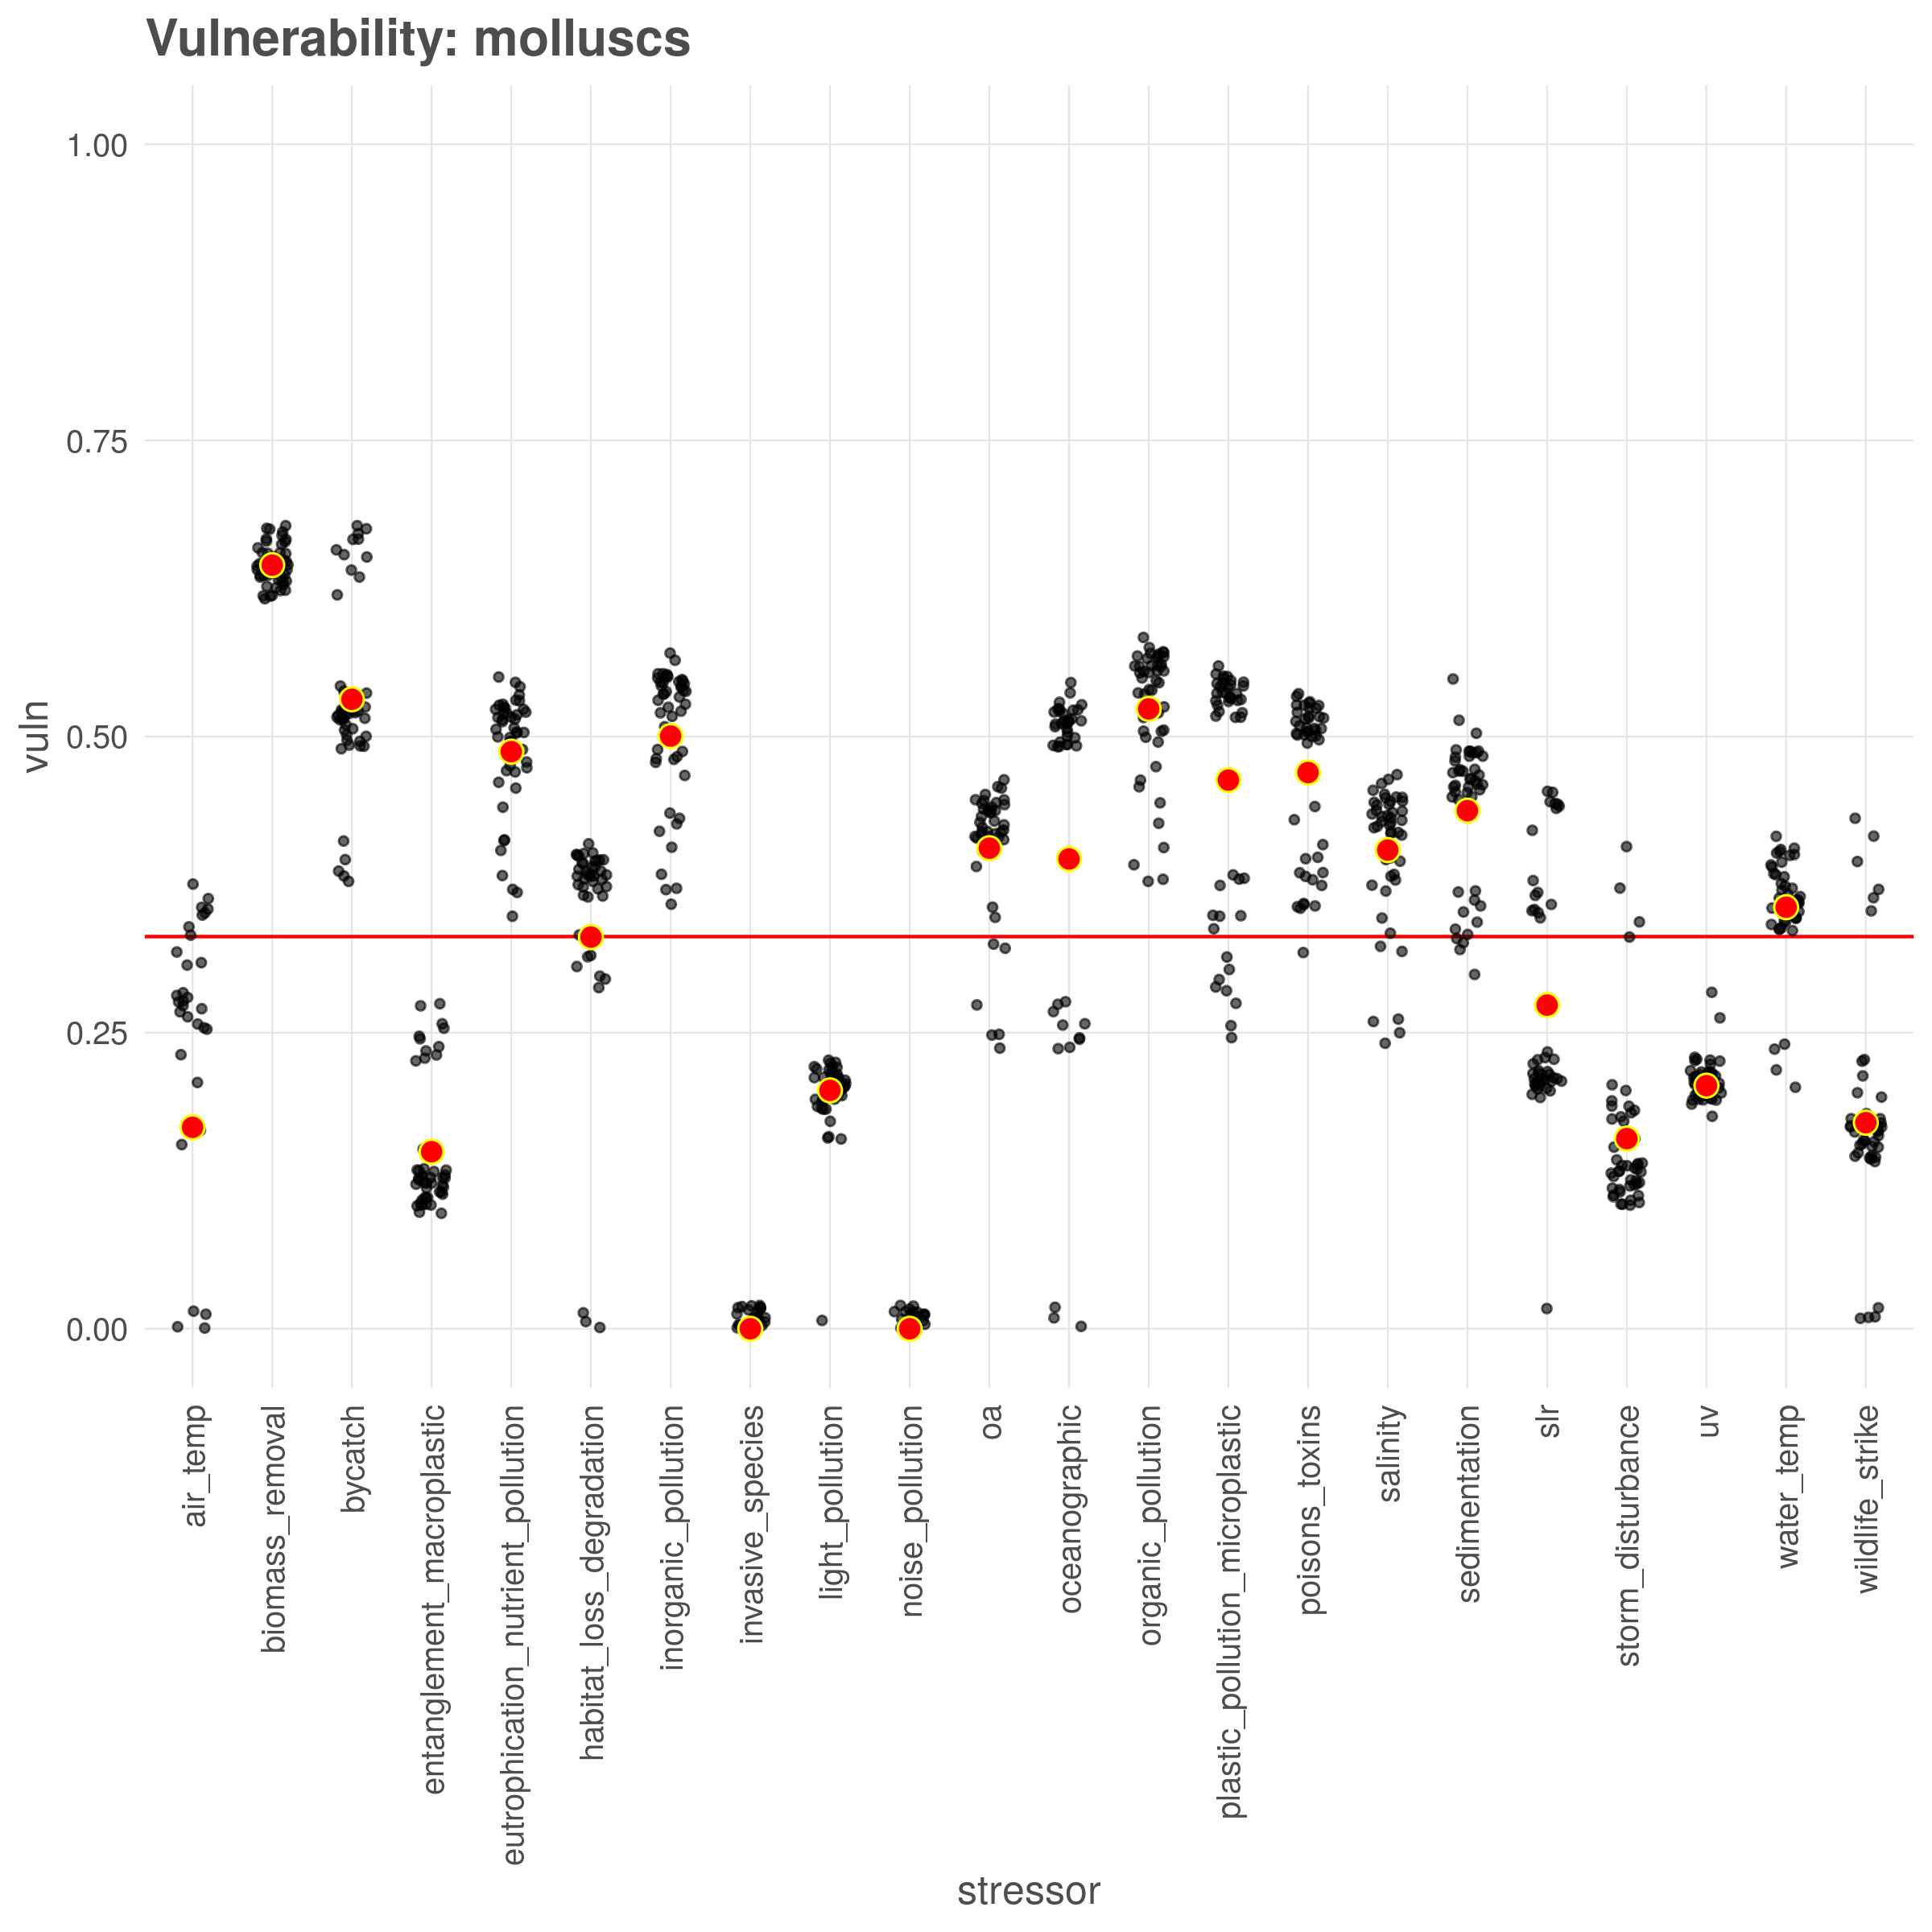 Vulnerability: molluscs
1.00
0.75
0.50
0.25
0.00
vuln
air_temp
biomass_removal
bycatch
entanglement_macroplastic
eutrophication_nutrient_pollution
habitat_loss_degradation
inorganic_pollution
invasive_species
light_pollution
noise_pollution
oa
oceanographic
organic_pollution
plastic_pollution_microplastic
poisons_toxins
salinity
sedimentation
slr
storm_disturbance
uv
water_temp
wildlife_strike
stressor